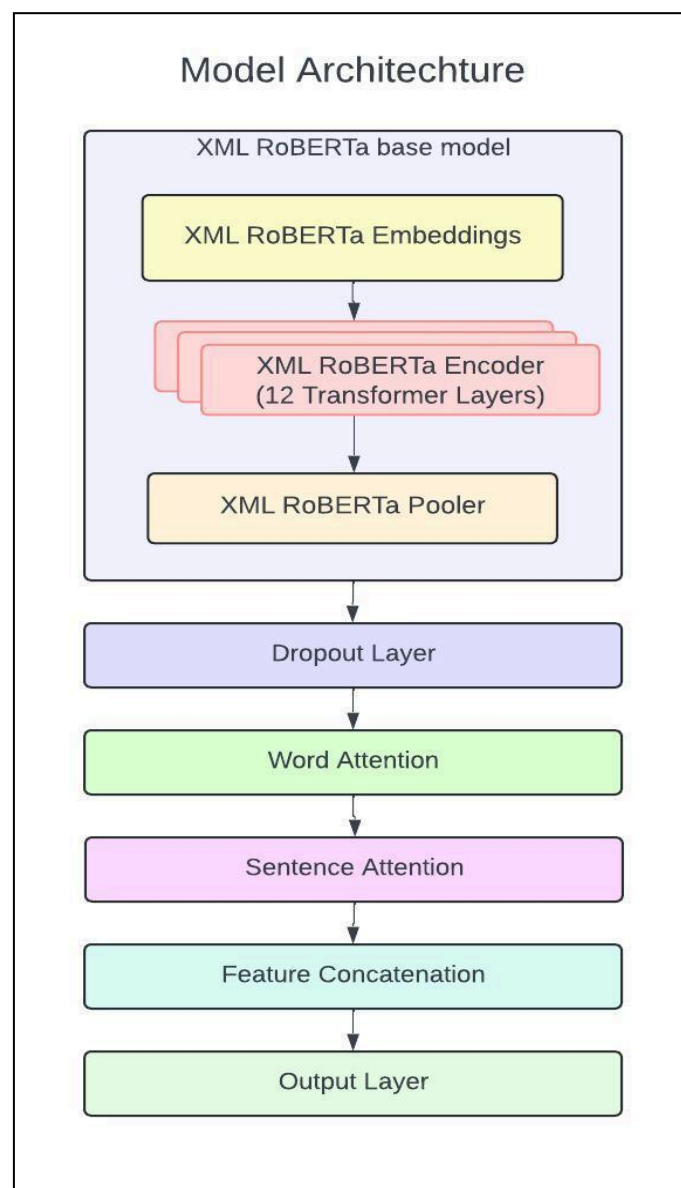 Model Architechture
XML RoBERTa base model
XML RoBERTa Embeddings
XML RoBERTa Encoder
(12 Transformer Layers)
XML RoBERTa Pooler
Dropout Layer
Word Attention
Sentence Attention
Feature Concatenation
Output Layer